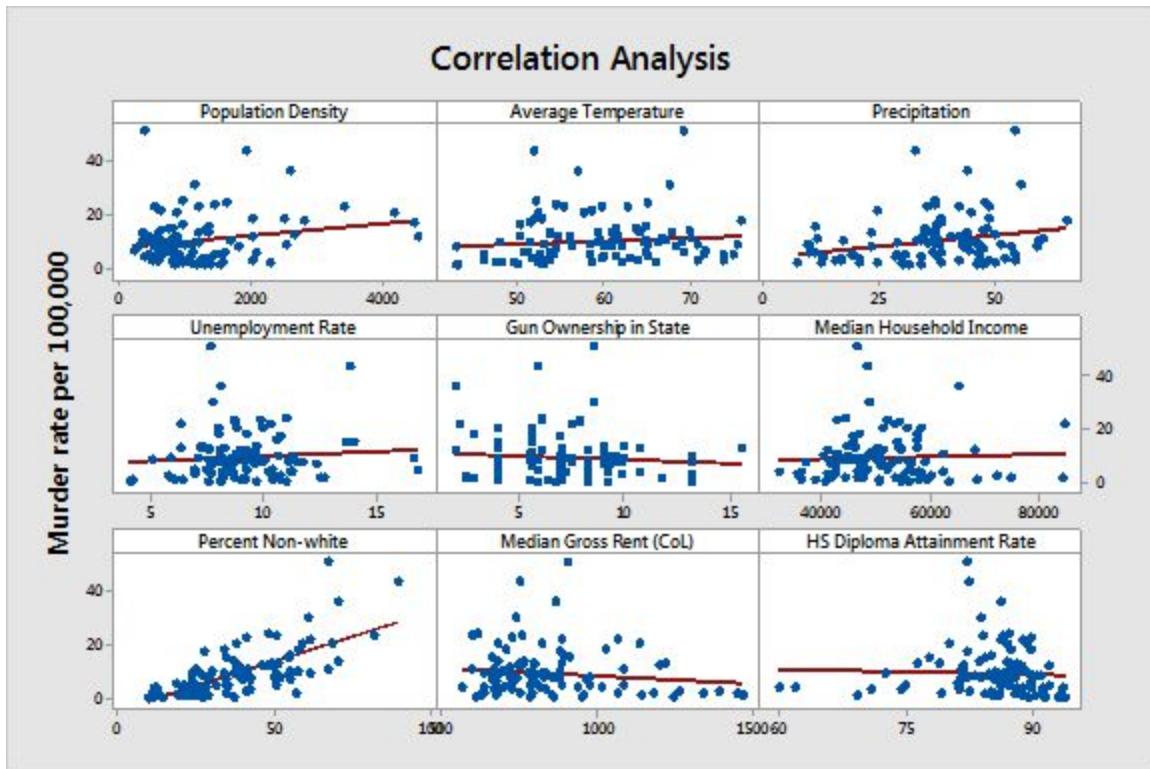 Correlation Analysis
Murder rate per 100,000
Population Density Average Temperature Precipitation
40
20
0
0 2000 4000 50 60 70 0 25 50
Unemployment Rate Gun Ownership in State Median Household Income
40
20
0
5 10 15 5 10 15 40000 60000 80000
Percent Non-white Median Gross Rent (CoL) HS Diploma Attainment Rate
40
20
0
0 50 1000 1500 60 75 90